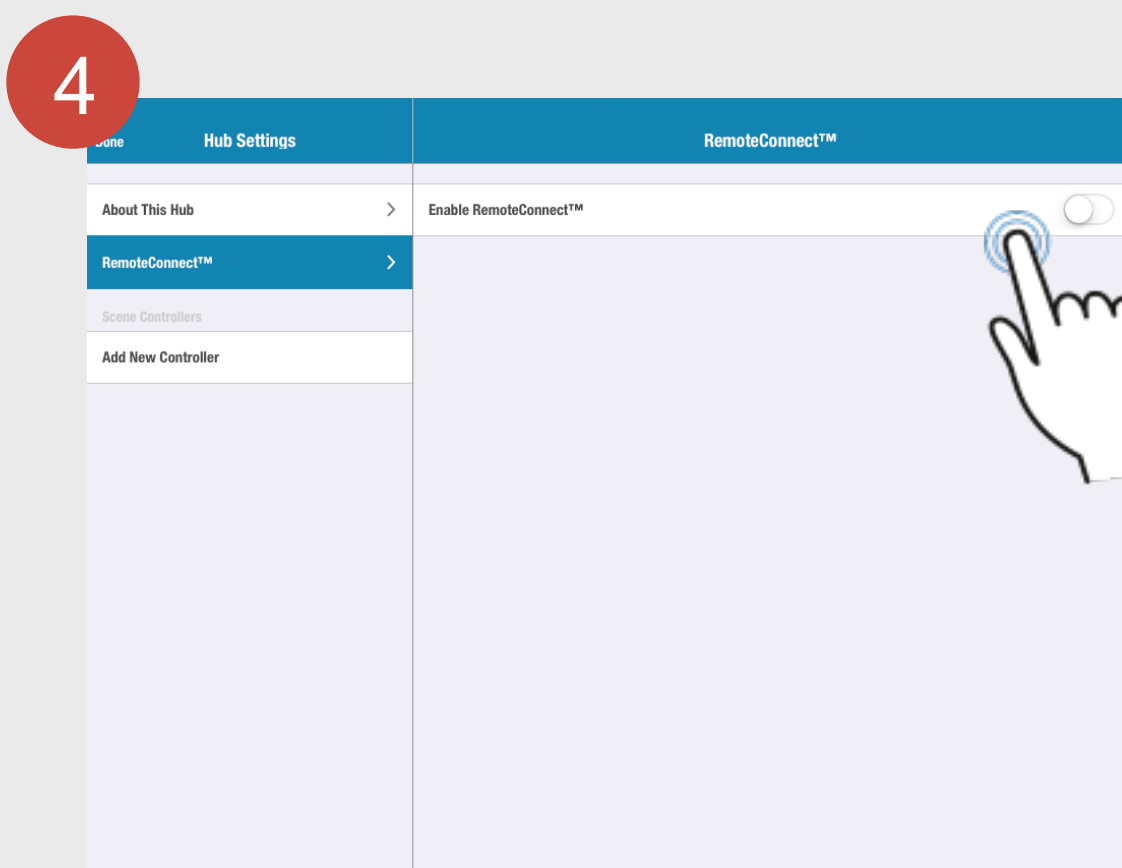 4
Done
Hub Settings
RemoteConnect™
About This Hub
Enable RemoteConnect™
RemoteConnect™
Scene Controllers
Add New Controller